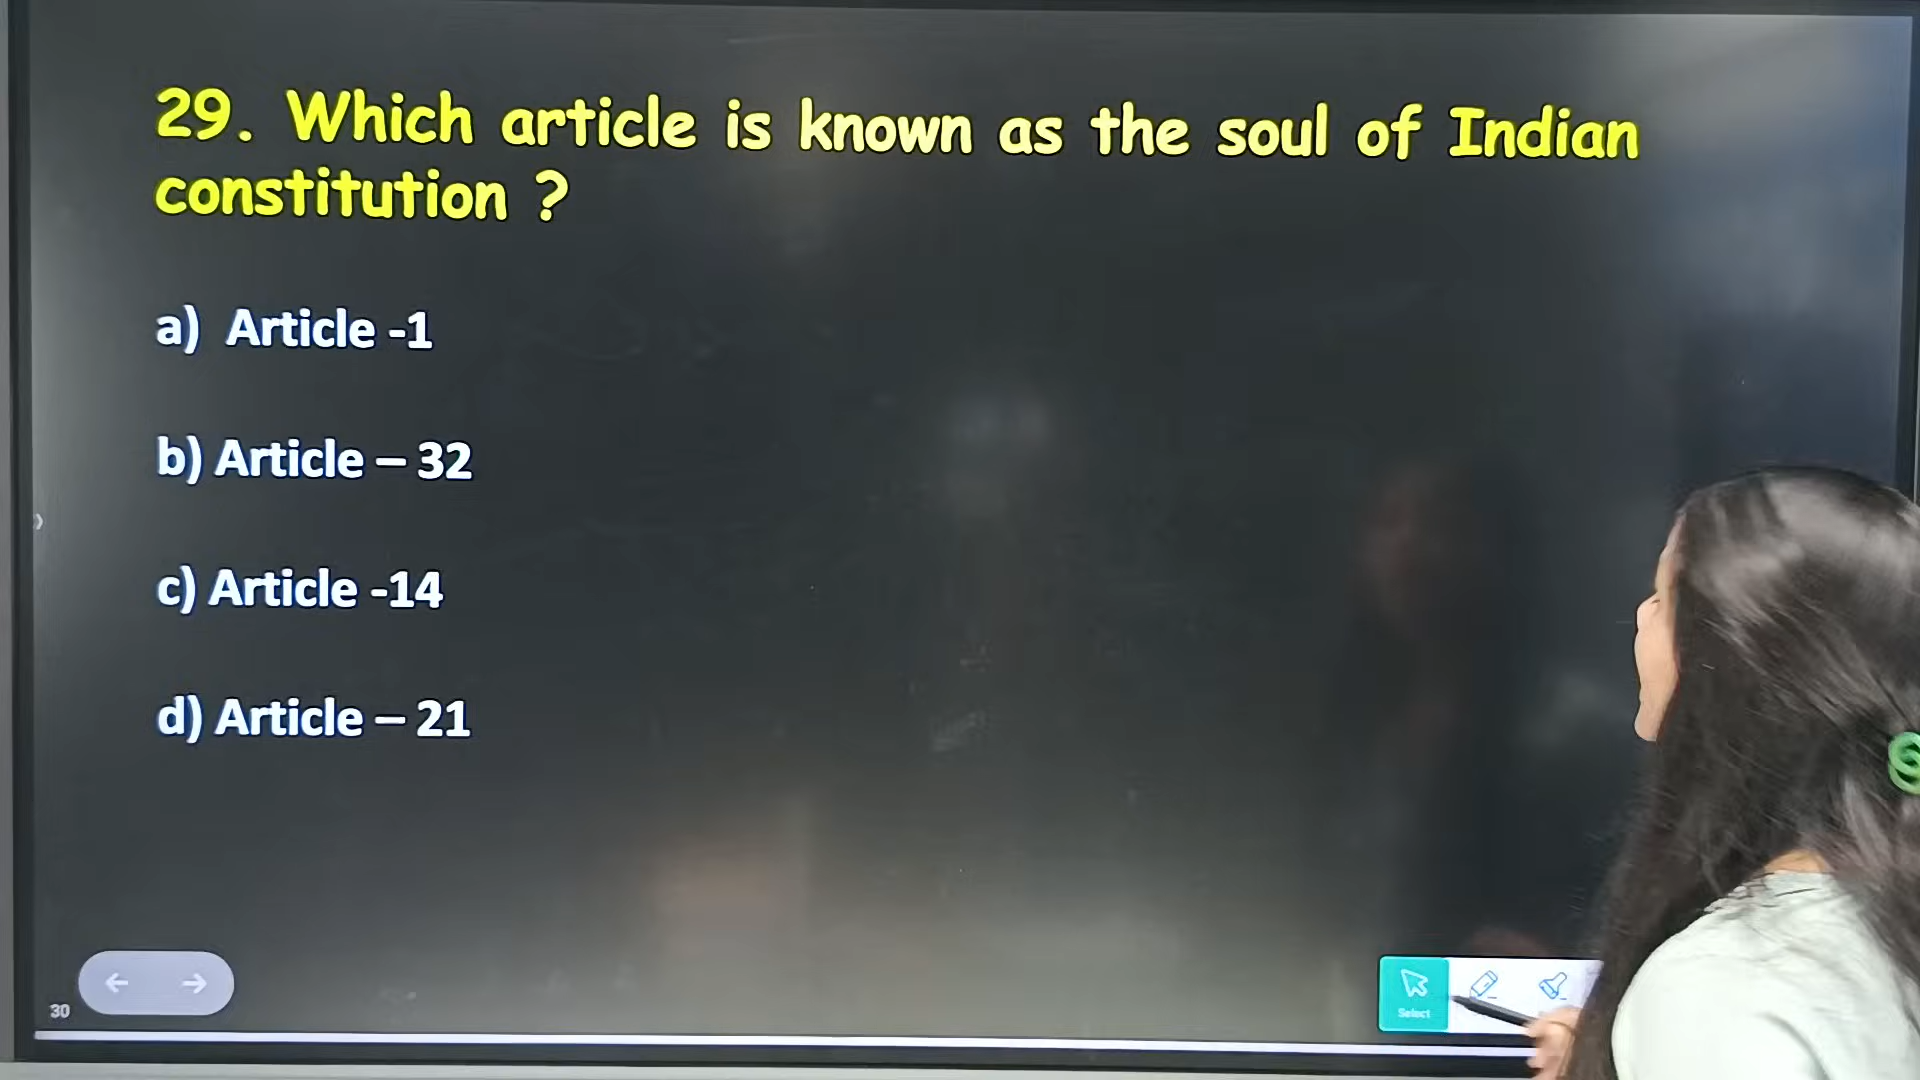 29. Which article is known as the soul of Indian
constitution ?
a) Article -1
b) Article – 32
c) Article -14
d) Article – 21
30
Select